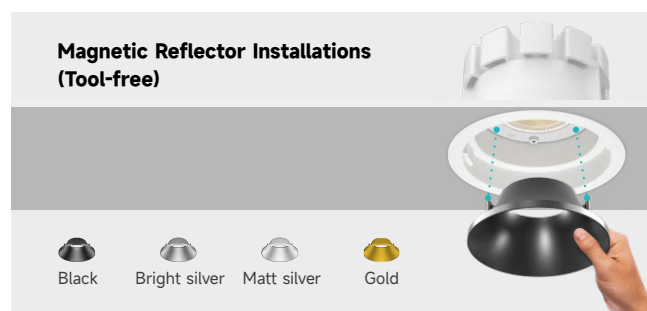 Magnetic Reflector Installations
(Tool-free)
Black
Bright silver
Matt silver
Gold